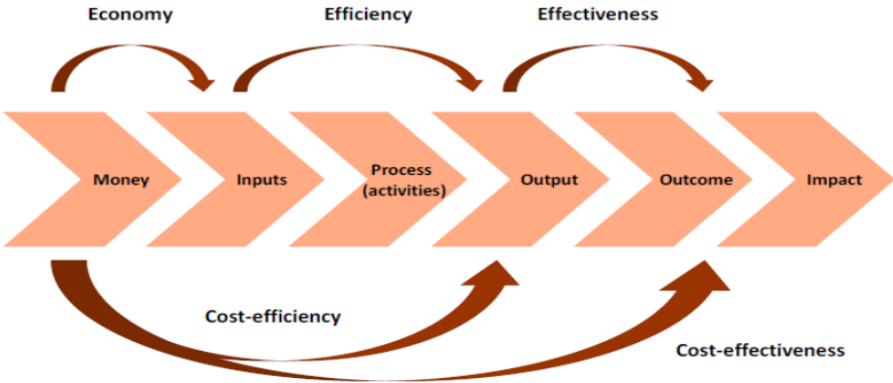 Economy
Efficiency
Effectiveness
Money
Inputs
Process
(activities)
Output
Outcome
Impact
Cost-efficiency
Cost-effectiveness